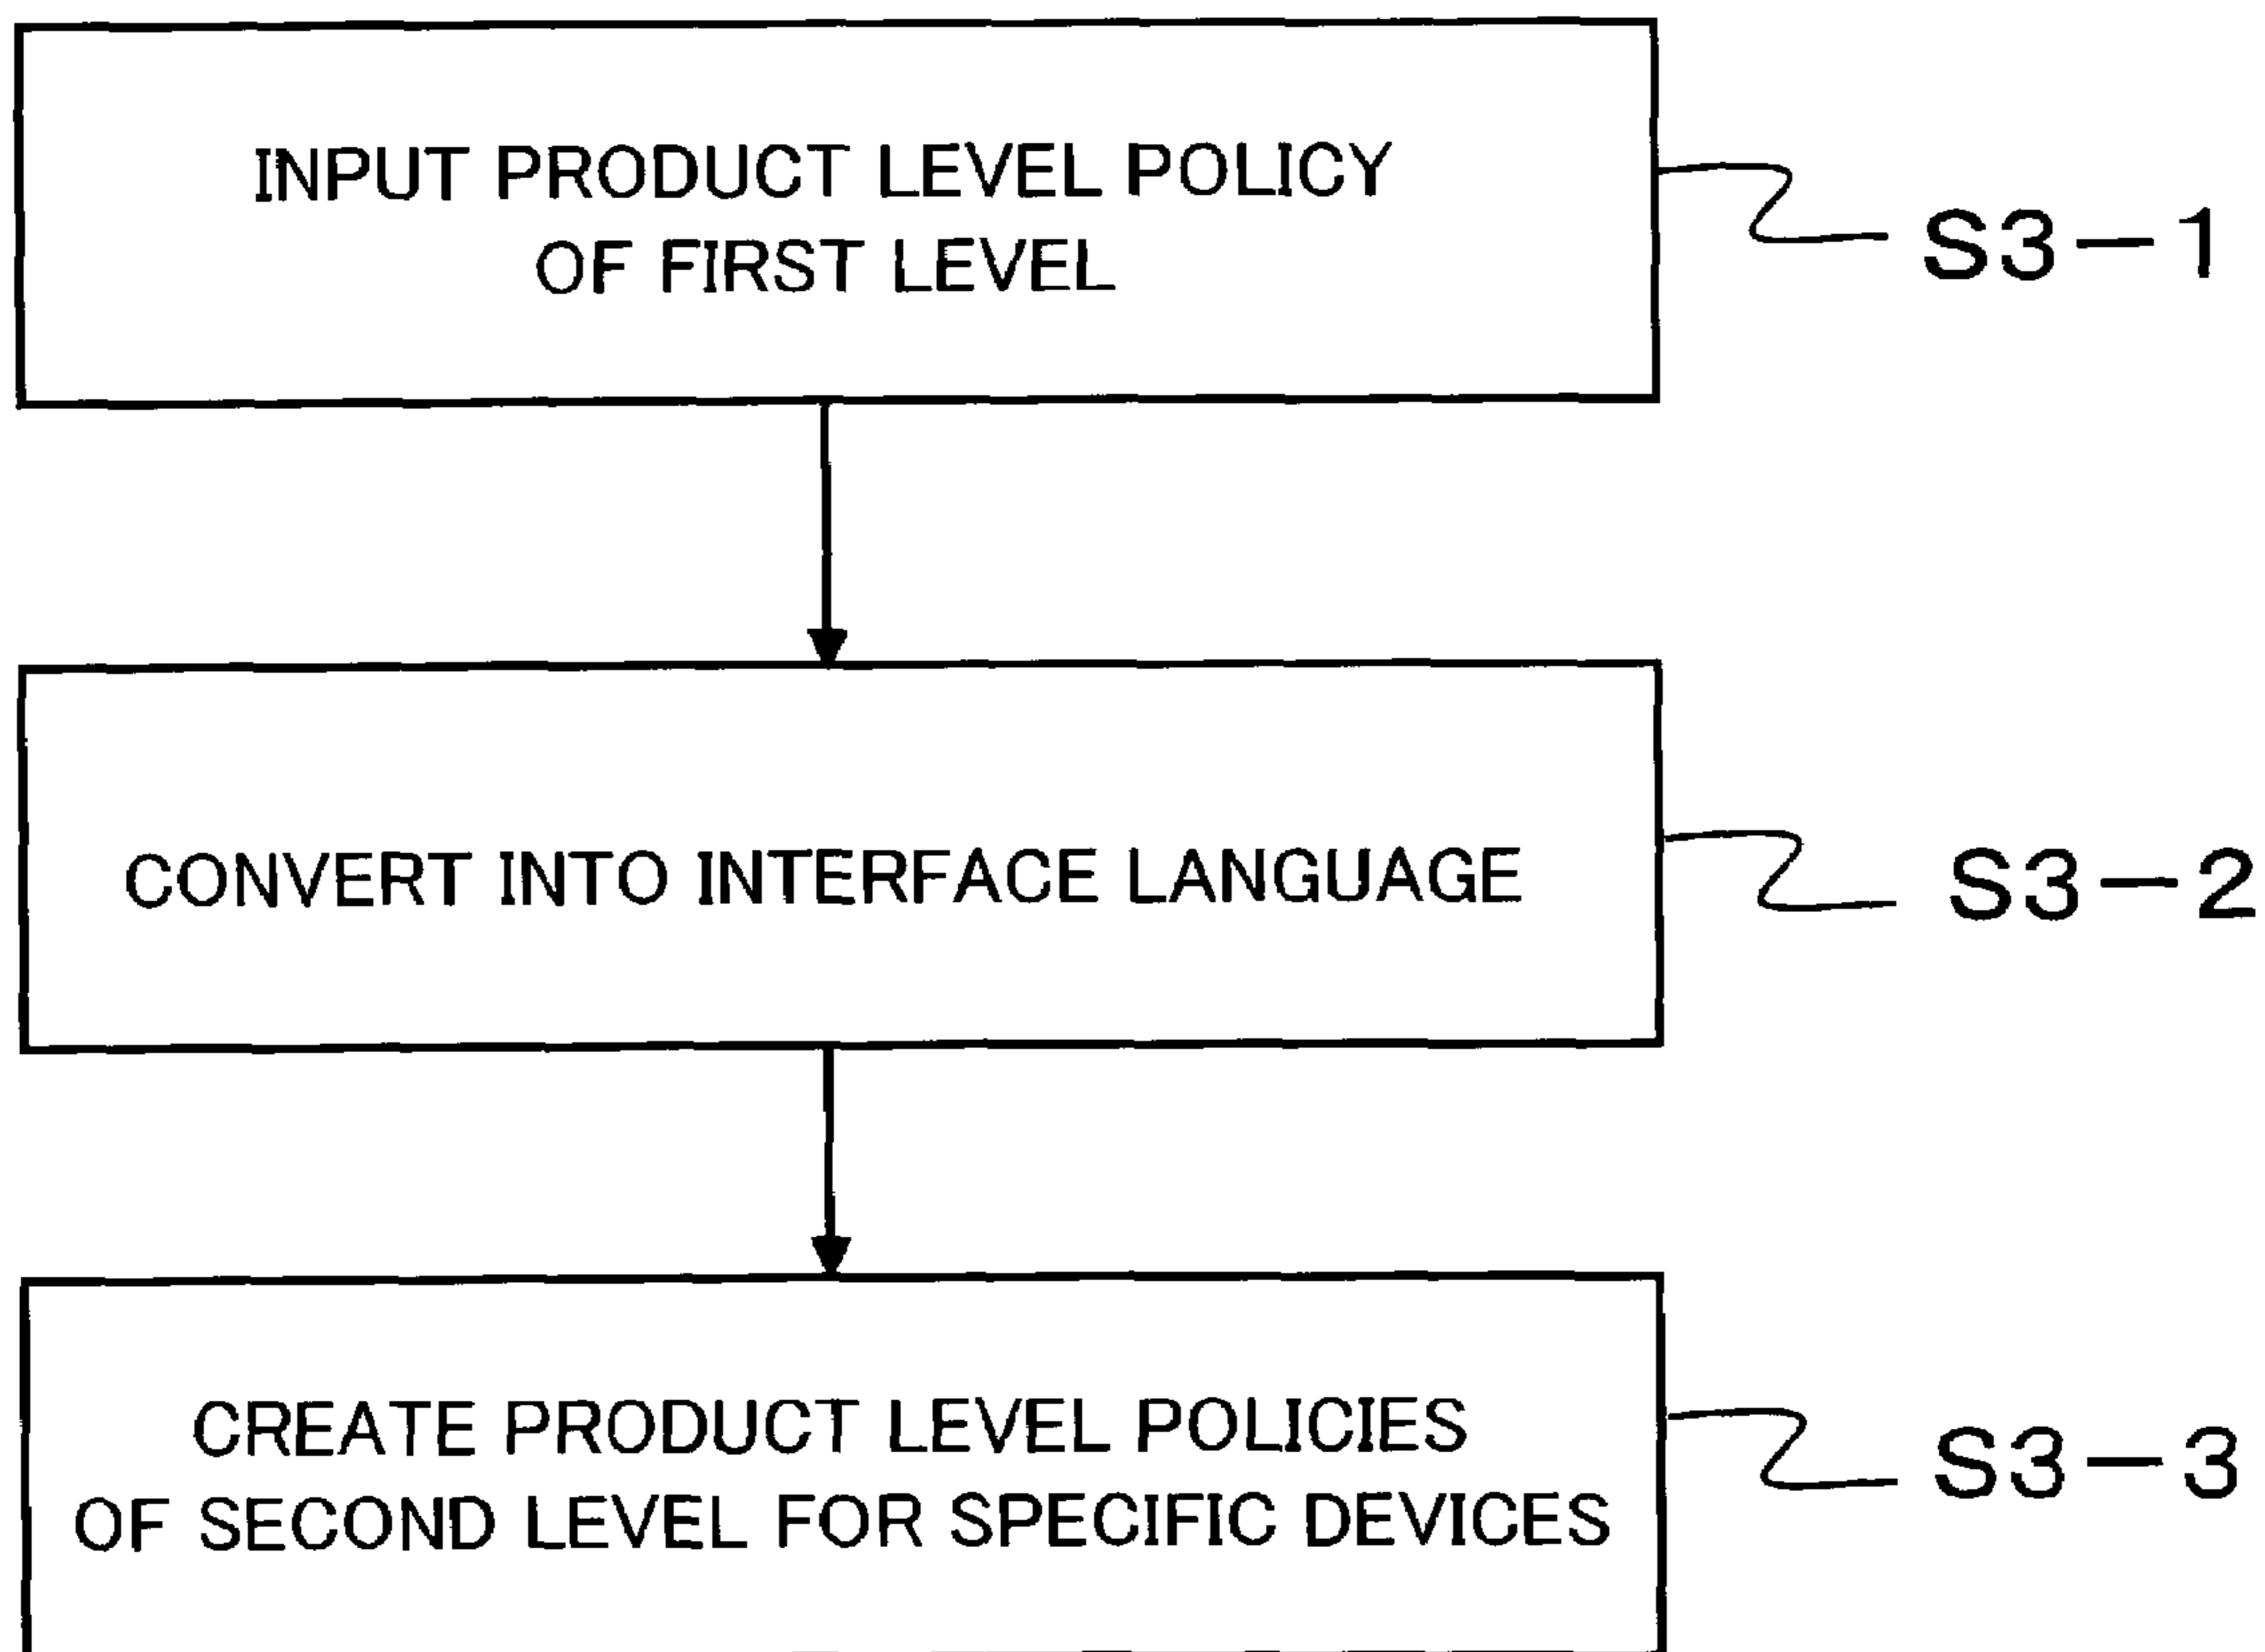 INPUT PRODUCT LEVEL POLICY
OF FIRST LEVEL
S3-1
CONVERT INTO INTERFACE LANGUAGE
S3-2
CREATE PRODUCT LEVEL POLICIES
OF SECOND LEVEL FOR SPECIFIC DEVICES
S3-3